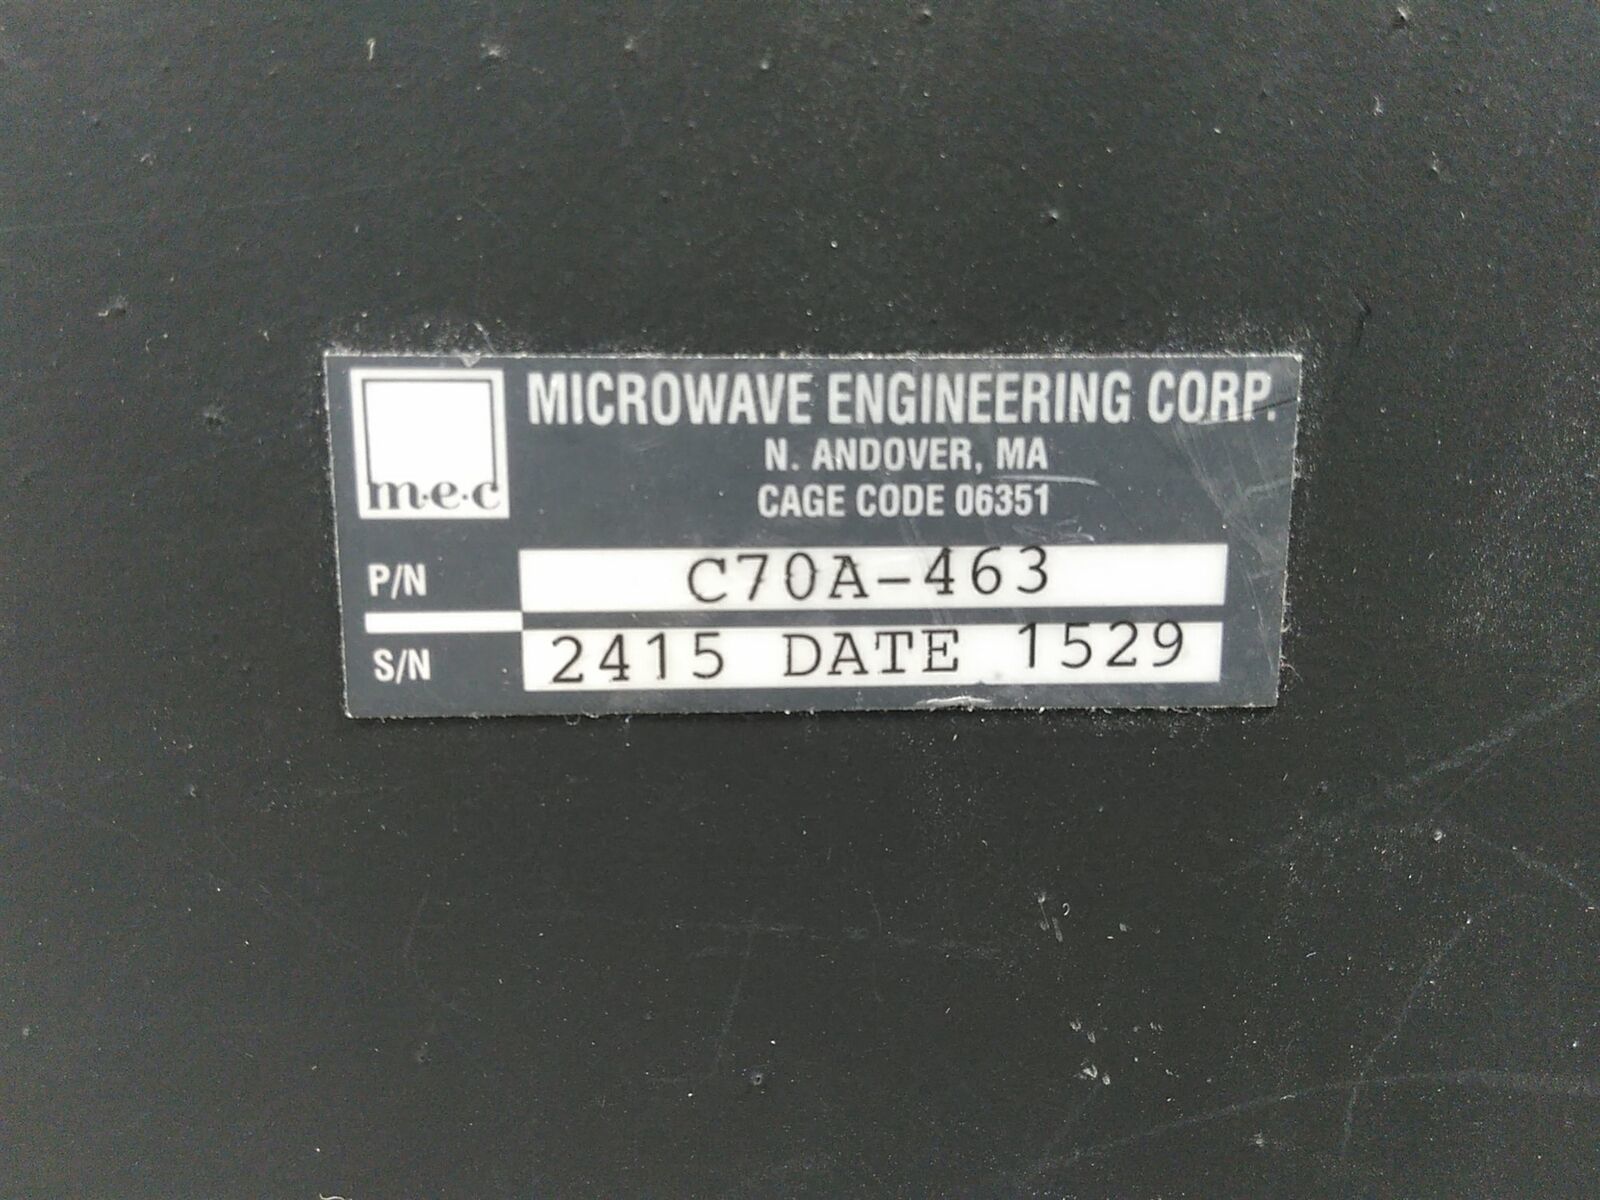 m·e·c
MICROWAVE ENGINEERING CORP.
N. ANDOVER, MA
CAGE CODE 06351
P/N C70A-463
S/N 2415 DATE 1529